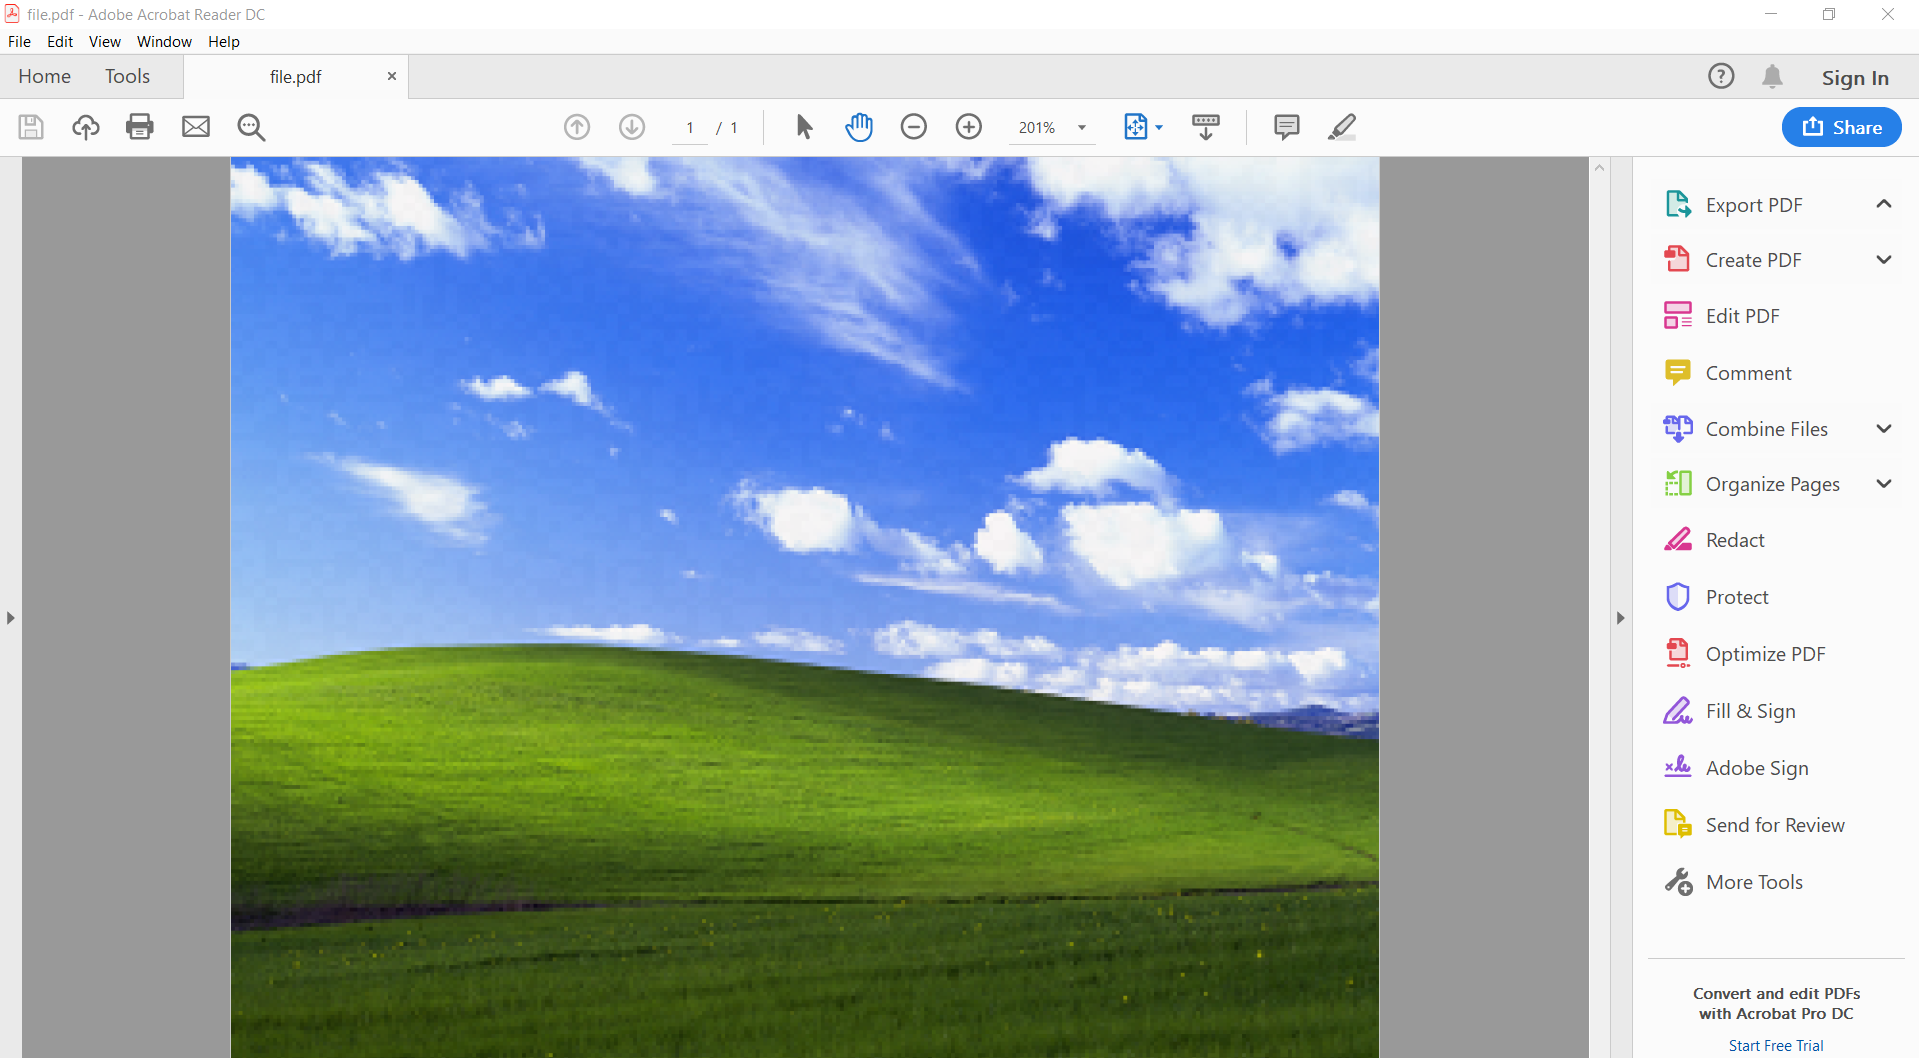 file.pdf - Adobe Acrobat Reader DC
File Edit View Window Help
Home Tools file.pdf Sign In
1 / 1 201% Share
Export PDF
Create PDF
Edit PDF
Comment
Combine Files
Organize Pages
Redact
Protect
Optimize PDF
Fill & Sign
Adobe Sign
Send for Review
More Tools
Convert and edit PDFs
with Acrobat Pro DC
Start Free Trial